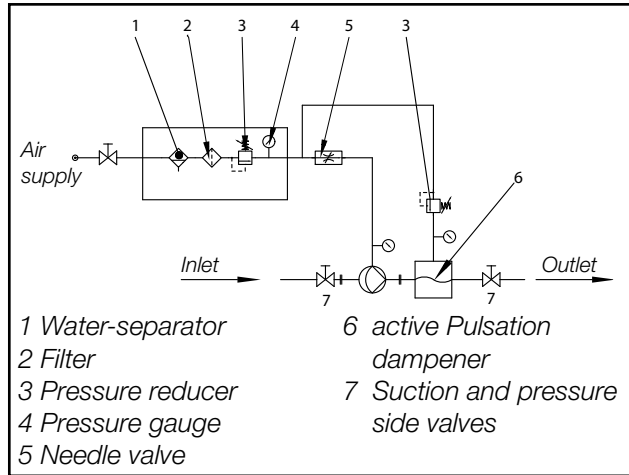 1 2 3 4 5 3
Air
supply
6
Inlet
Outlet
7 7
1 Water-separator
2 Filter
3 Pressure reducer
4 Pressure gauge
5 Needle valve
6 active Pulsation
dampener
7 Suction and pressure
side valves